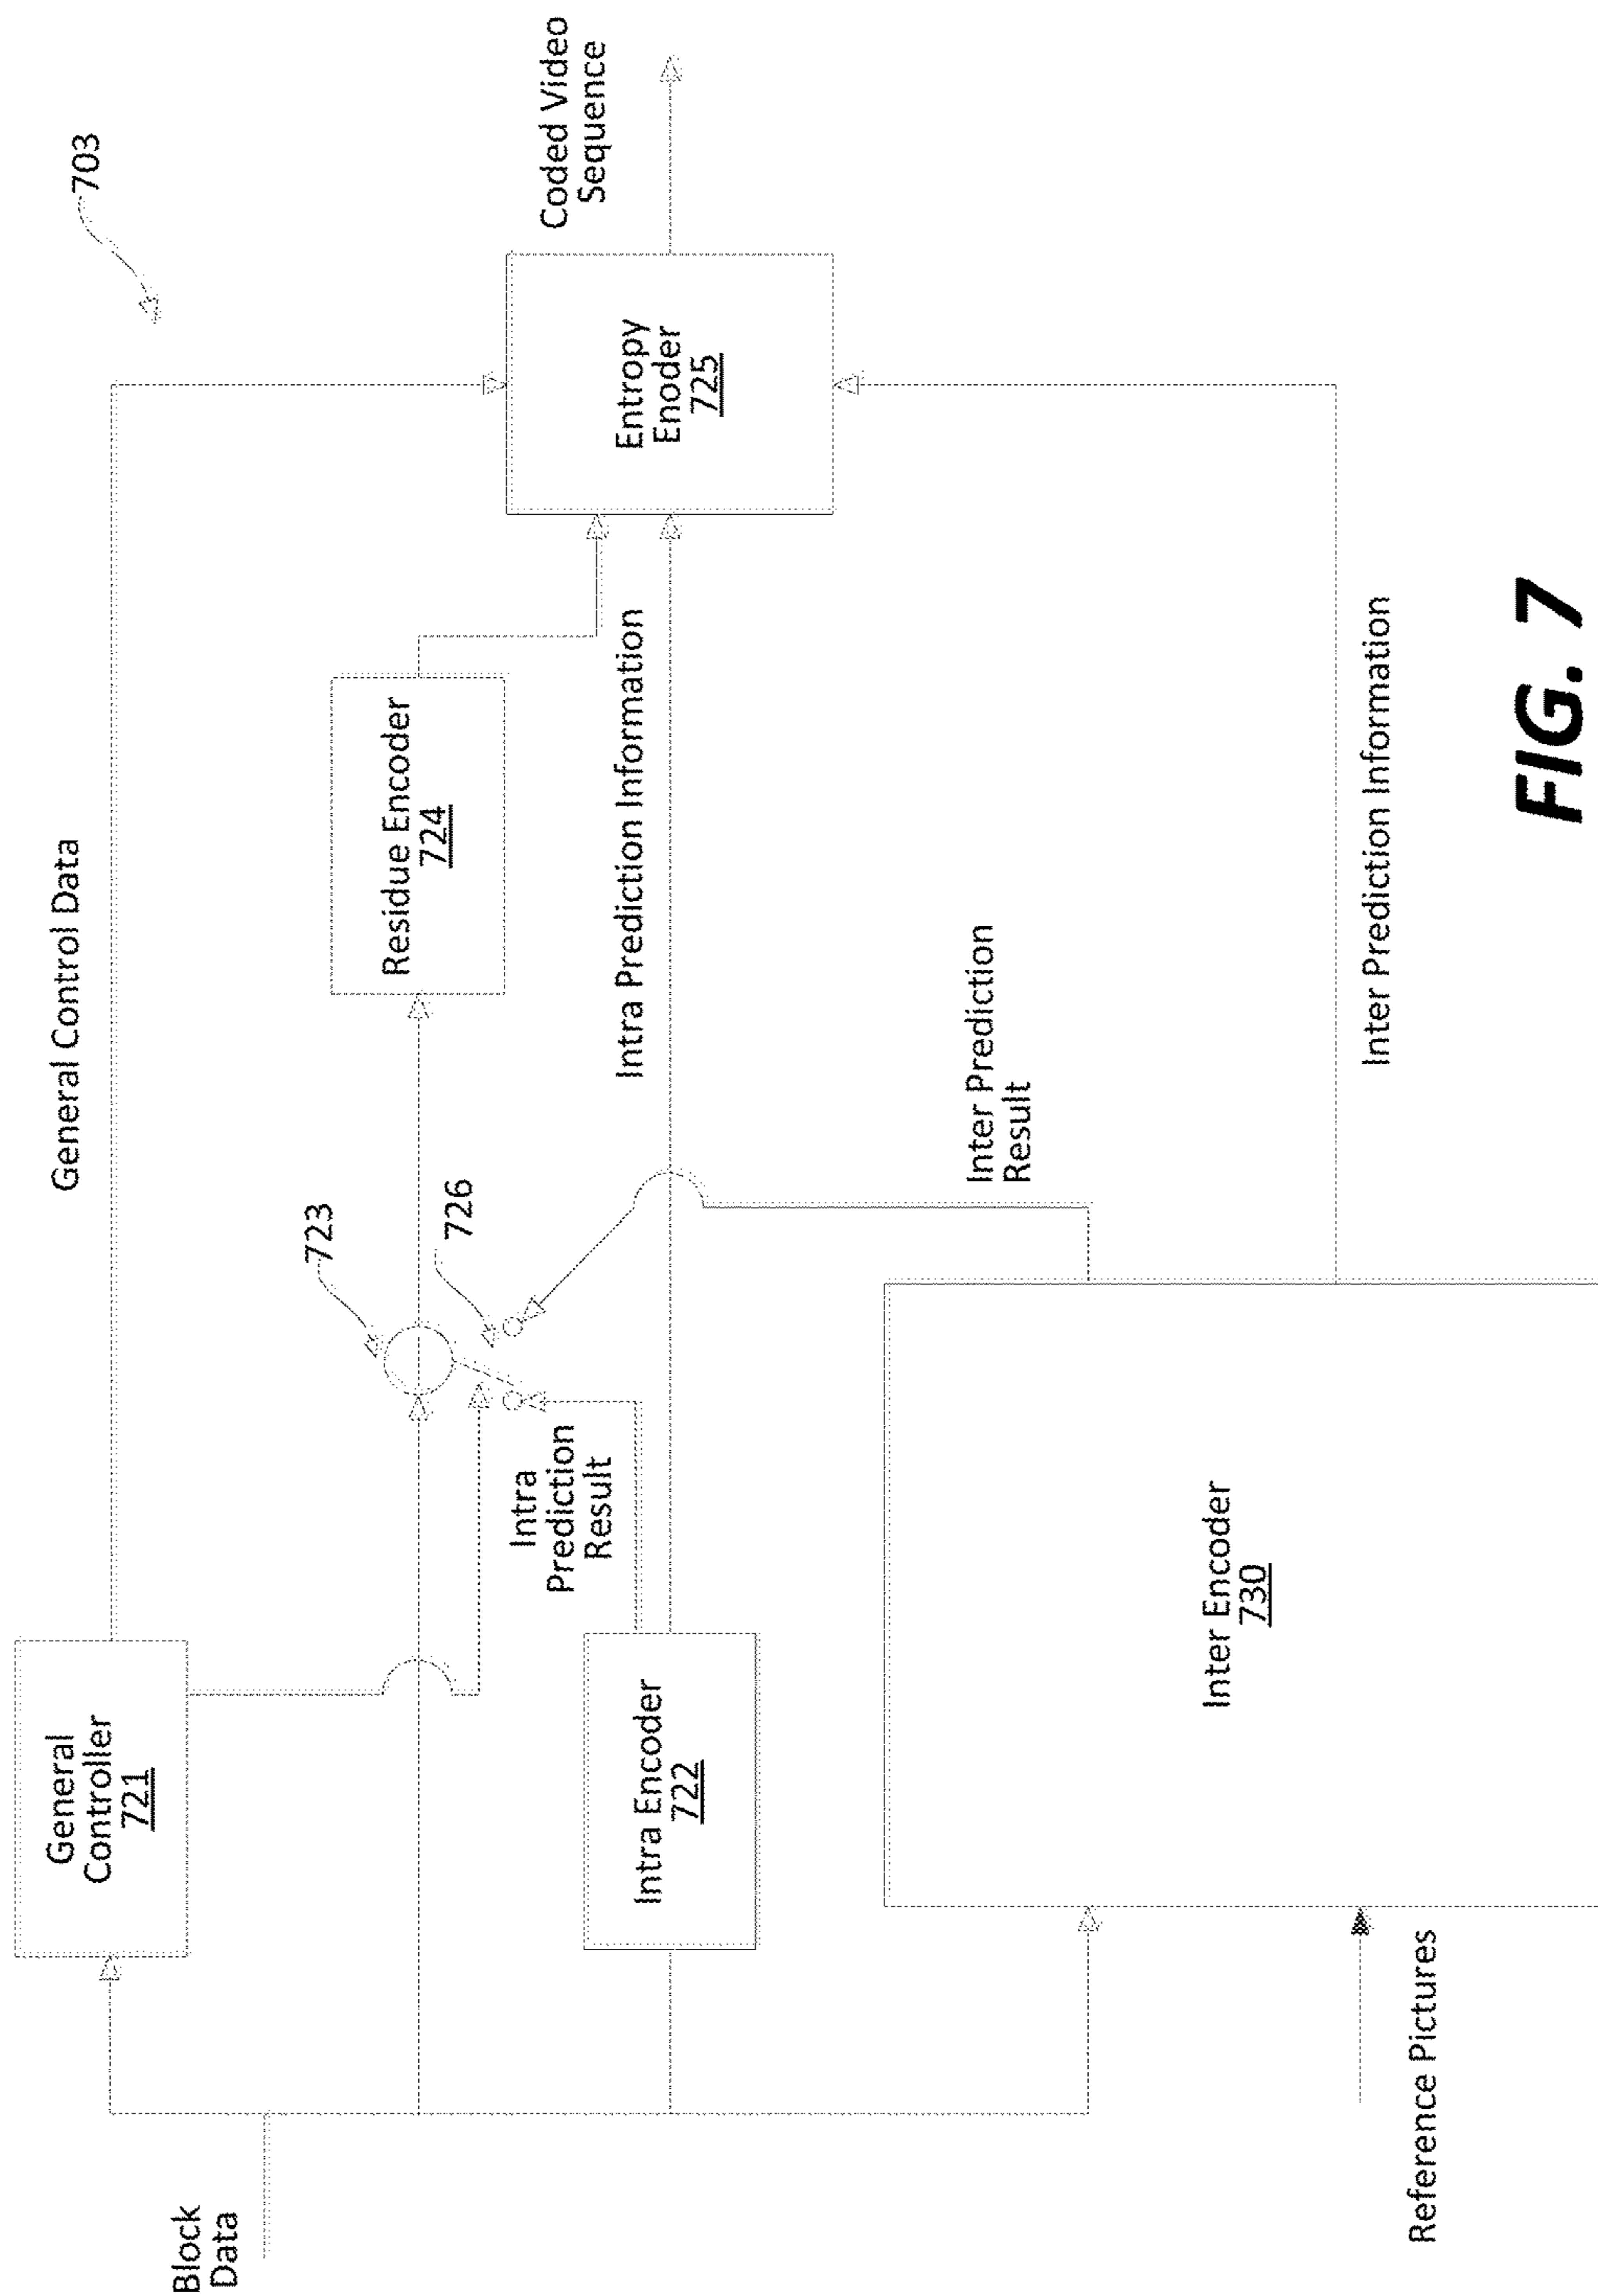 703
General Control Data
General
Controller
721
Block
Data
723
726
Residue Encoder
724
Coded Video
Sequence
Entropy
Enoder
725
Intra
Prediction
Result
Intra Prediction Information
Intra Encoder
722
Inter Prediction
Result
Inter Encoder
730
Inter Prediction Information
Reference Pictures
FIG. 7